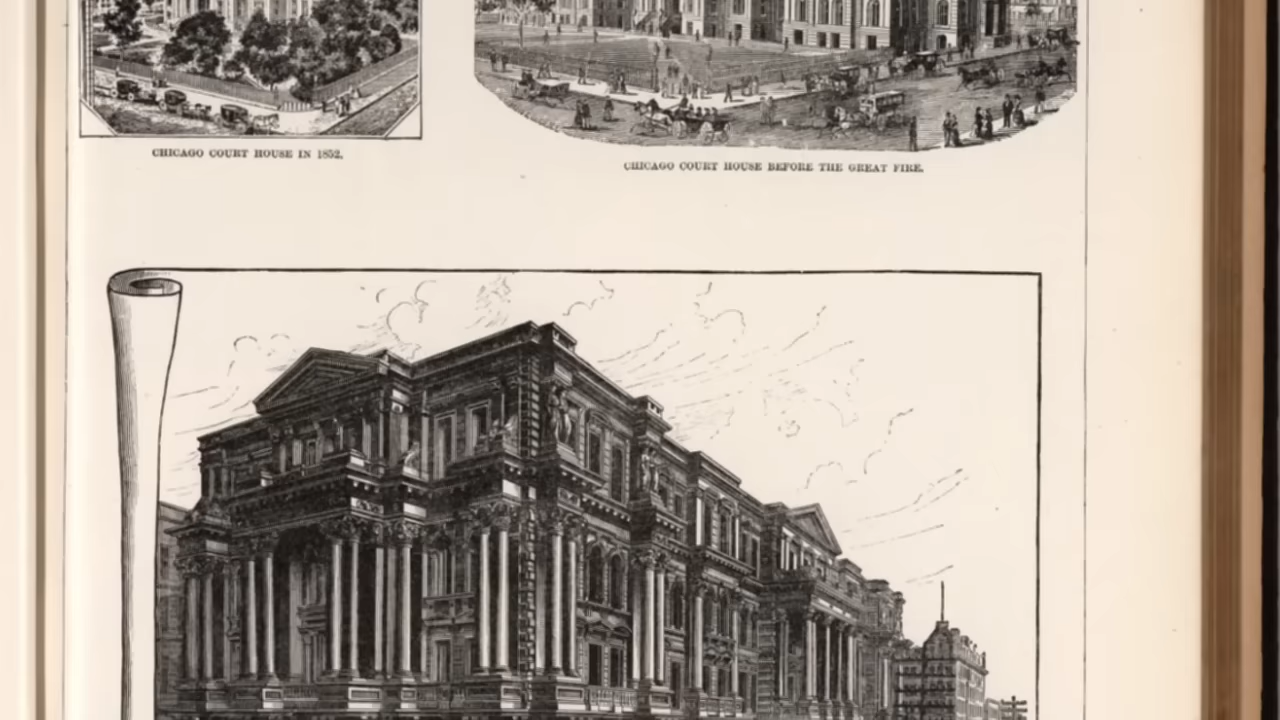 CHICAGO COURT HOUSE IN 1852.
CHICAGO COURT HOUSE BEFORE THE GREAT FIRE.